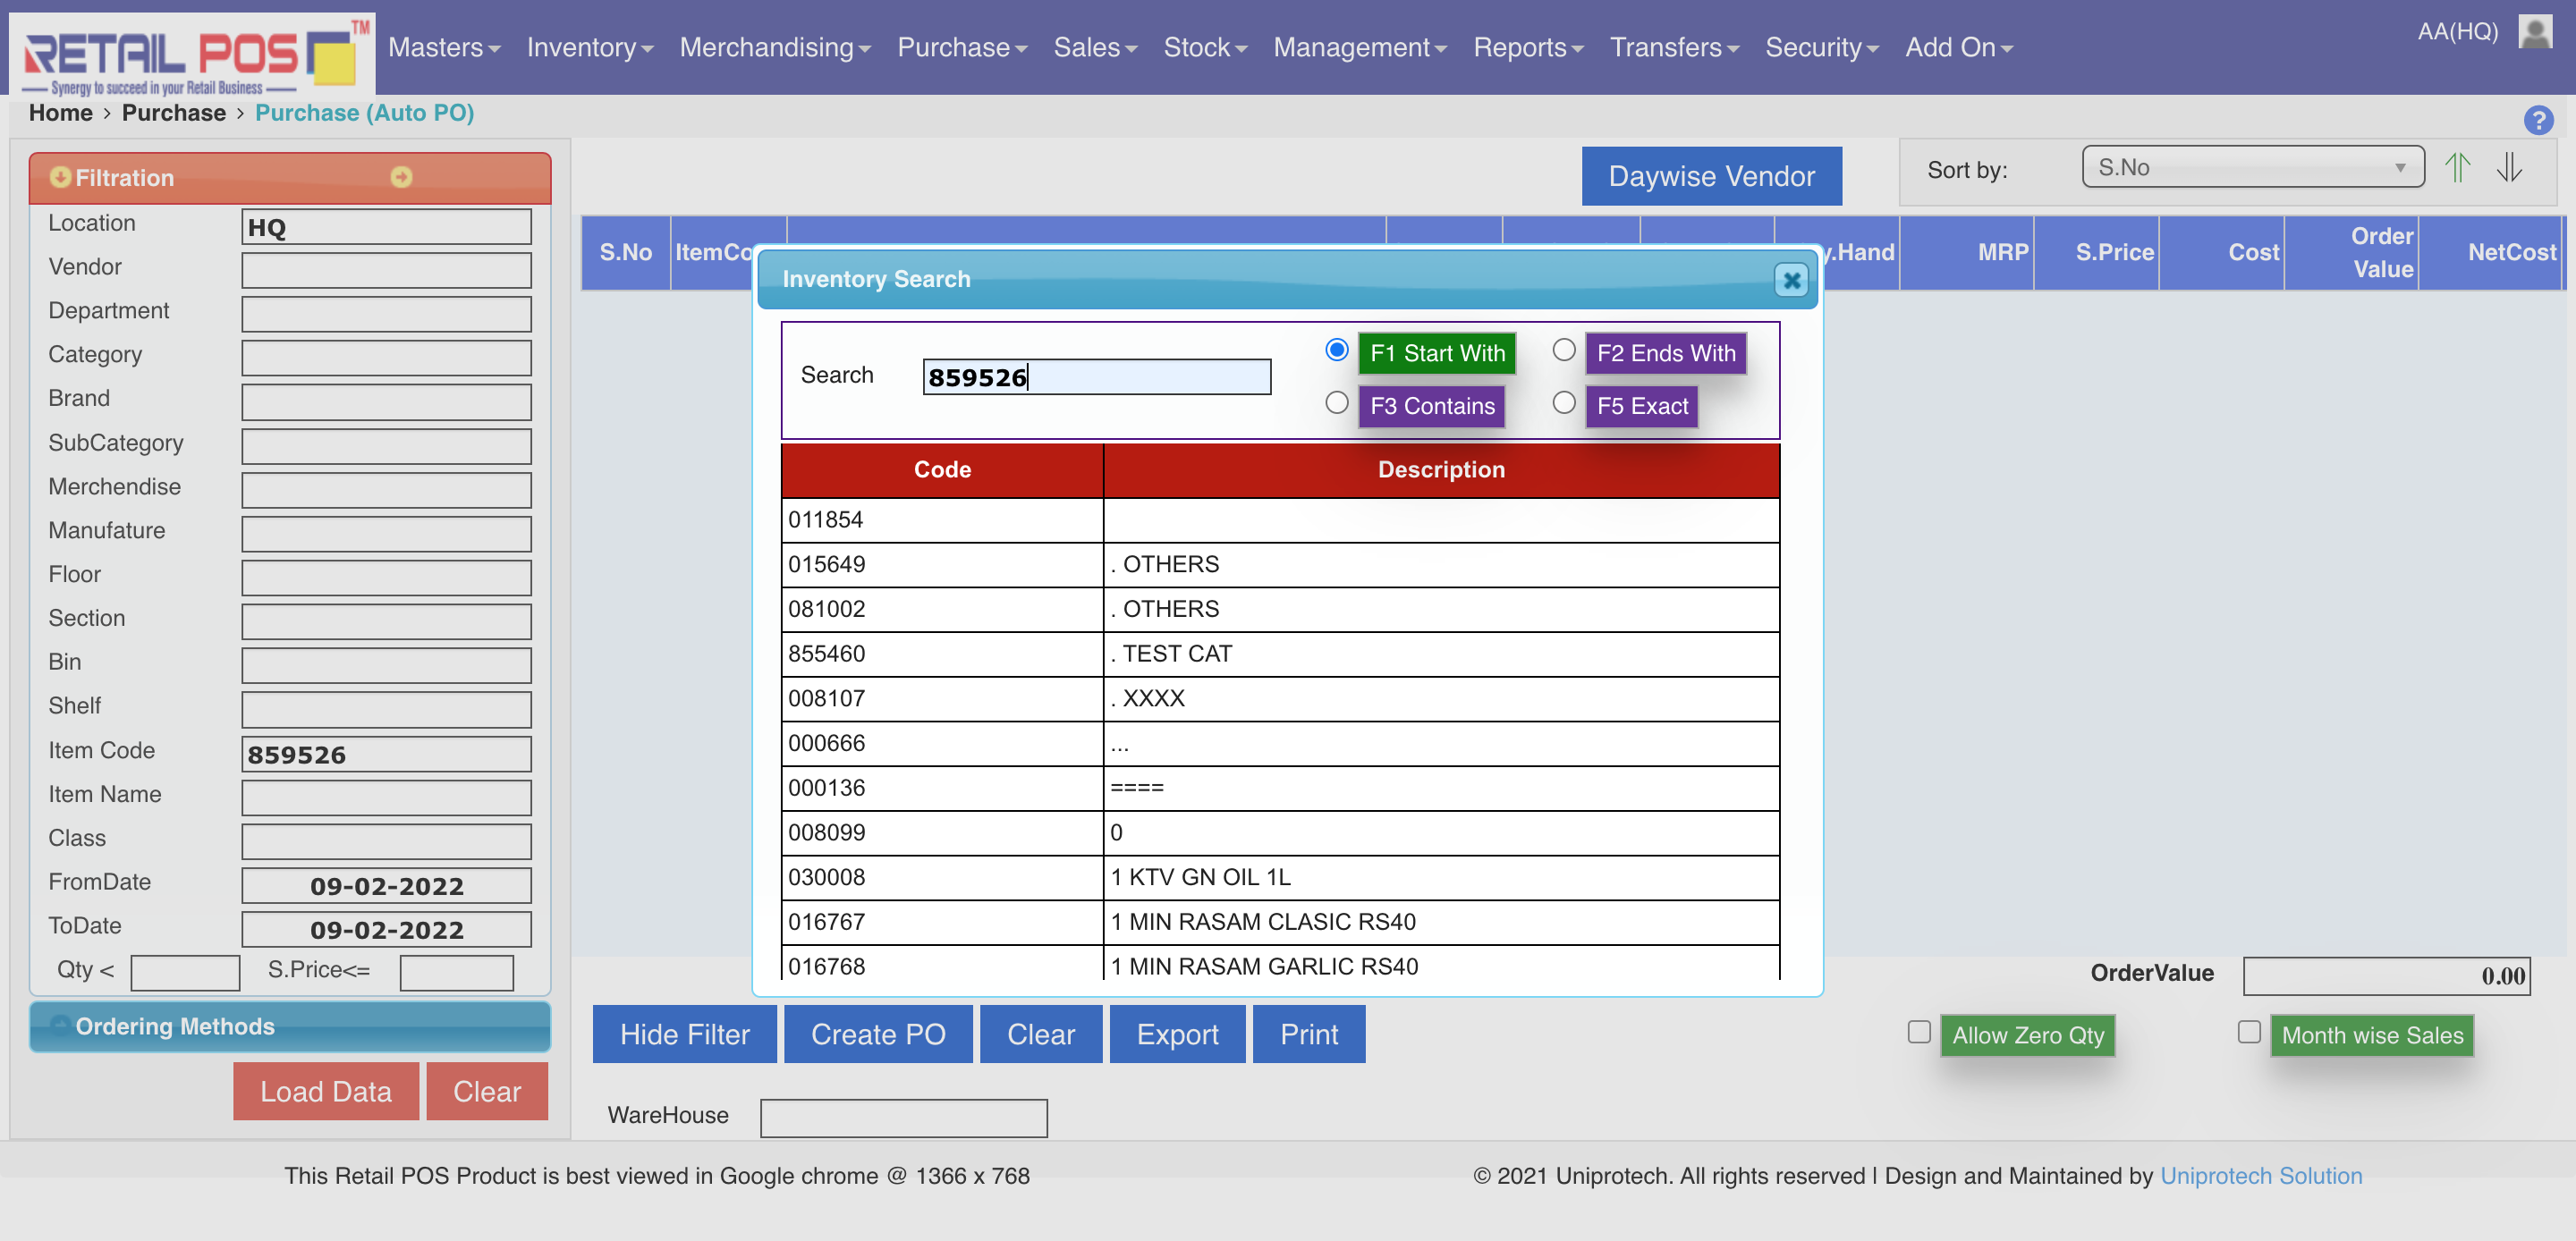 RETAIL POS TM
Synergy to succeed in your Retail Business
Masters Inventory Merchandising Purchase Sales Stock Management Reports Transfers Security Add On
AA(HQ)
Home > Purchase > Purchase (Auto PO)
?
Filtration
Location HQ
Vendor
Department
Category
Brand
SubCategory
Merchendise
Manufature
Floor
Section
Bin
Shelf
Item Code 859526
Item Name
Class
FromDate 09-02-2022
ToDate 09-02-2022
Qty < S.Price<=
Ordering Methods
Load Data Clear
Daywise Vendor
Sort by: S.No
S.No ItemCo y.Hand MRP S.Price Cost Order Value NetCost
Inventory Search
Search 859526
F1 Start With F2 Ends With
F3 Contains F5 Exact
Code Description
011854
015649 . OTHERS
081002 . OTHERS
855460 . TEST CAT
008107 . XXXX
000666 ...
000136 ====
008099 0
030008 1 KTV GN OIL 1L
016767 1 MIN RASAM CLASIC RS40
016768 1 MIN RASAM GARLIC RS40
OrderValue 0.00
Hide Filter Create PO Clear Export Print
Allow Zero Qty Month wise Sales
WareHouse
This Retail POS Product is best viewed in Google chrome @ 1366 x 768
© 2021 Uniprotech. All rights reserved | Design and Maintained by Uniprotech Solution